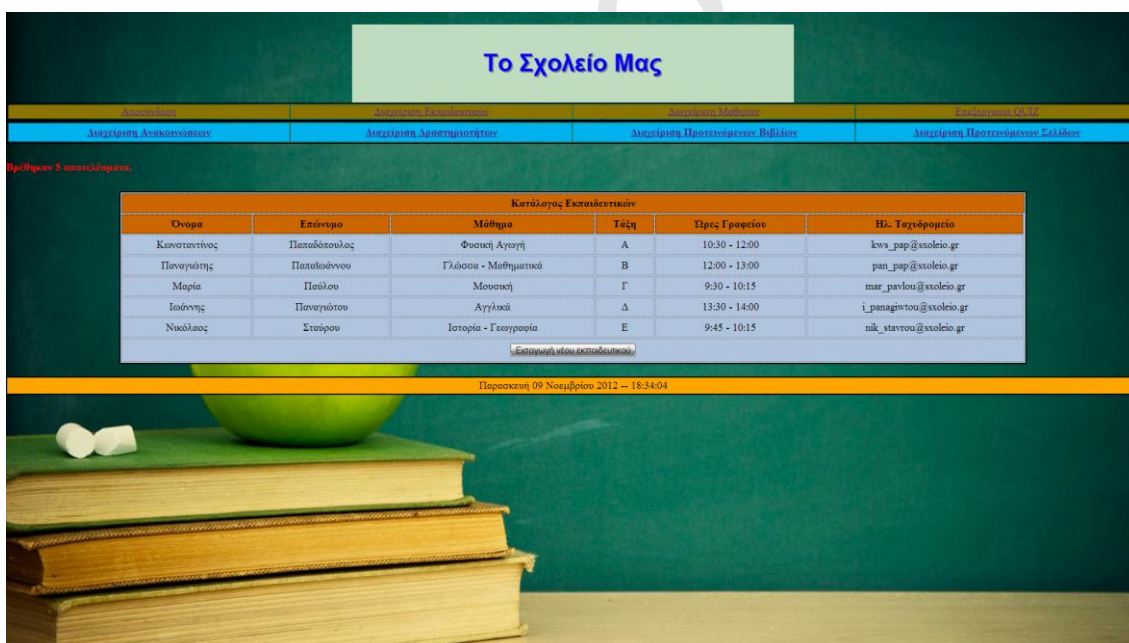 Το Σχολείο Μας
Αποσύνδεση Διαχείριση Εκπαιδευτικών Διαχείριση Μαθητών Επεξεργασία QUIZ
Διαχείριση Ανακοινώσεων Διαχείριση Δραστηριοτήτων Διαχείριση Προτεινόμενων Βιβλίων Διαχείριση Προτεινόμενων Σελίδων
Βρέθηκαν 5 αποτελέσματα.
Κατάλογος Εκπαιδευτικών
Όνομα Επώνυμο Μάθημα Τάξη Ώρες Γραφείου Ηλ. Ταχυδρομείο
Κωνσταντίνος Παπαδόπουλος Φυσική Αγωγή Α 10:30 - 12:00 kws_pap@sxoleio.gr
Παναγιώτης Παπαϊωάννου Γλώσσα - Μαθηματικά Β 12:00 - 13:00 pan_pap@sxoleio.gr
Μαρία Παύλου Μουσική Γ 9:30 - 10:15 mar_pavlou@sxoleio.gr
Ιωάννης Παναγιώτου Αγγλικά Δ 13:30 - 14:00 i_panagiwtou@sxoleio.gr
Νικόλαος Σταύρου Ιστορία - Γεωγραφία Ε 9:45 - 10:15 nik_stavrou@sxoleio.gr
Εισαγωγή νέου εκπαιδευτικού
Παρασκευή 09 Νοεμβρίου 2012 -- 18:34:04